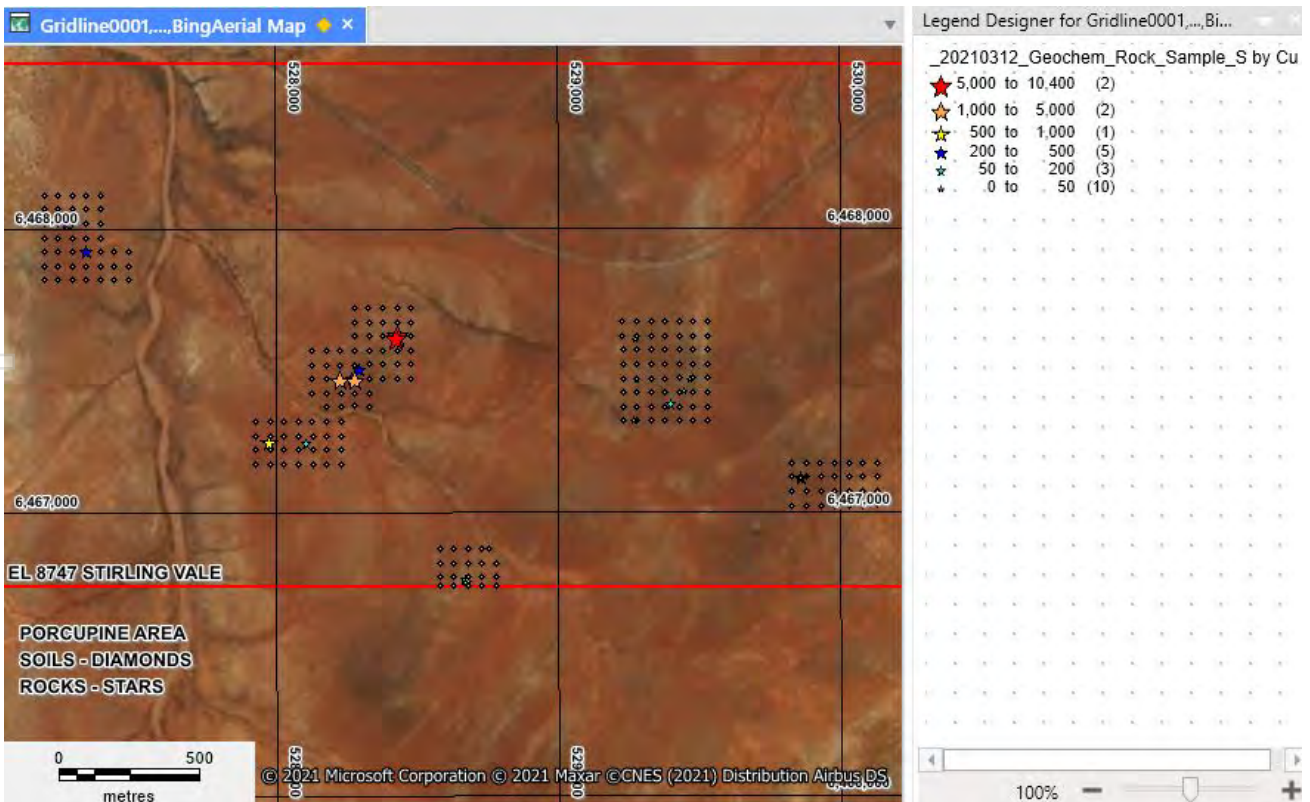 Gridline0001,...,BingAerial Map
Legend Designer for Gridline0001,...,Bi...
_20210312_Geochem_Rock_Sample_S by Cu
5,000 to 10,400 (2)
1,000 to 5,000 (2)
500 to 1,000 (1)
200 to 500 (5)
50 to 200 (3)
0 to 50 (10)
528,000
529,000
530,000
6,468,000
6,468,000
6,467,000
6,467,000
EL 8747 STIRLING VALE
PORCUPINE AREA
SOILS - DIAMONDS
ROCKS - STARS
0 500
metres
© 2021 Microsoft Corporation © 2021 Maxar ©CNES (2021) Distribution Airbus DS
100%